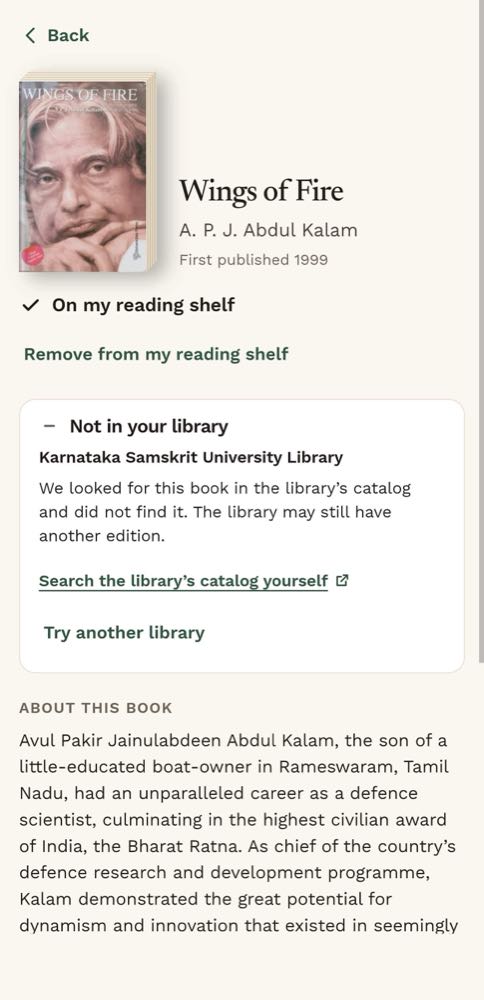 Back
WINGS OF FIRE
Wings of Fire
A. P. J. Abdul Kalam
First published 1999
On my reading shelf
Remove from my reading shelf
Not in your library
Karnataka Samskrit University Library
We looked for this book in the library’s catalog
and did not find it. The library may still have
another edition.
Search the library’s catalog yourself
Try another library
ABOUT THIS BOOK
Avul Pakir Jainulabdeen Abdul Kalam, the son of a
little-educated boat-owner in Rameswaram, Tamil
Nadu, had an unparalleled career as a defence
scientist, culminating in the highest civilian award
of India, the Bharat Ratna. As chief of the country’s
defence research and development programme,
Kalam demonstrated the great potential for
dynamism and innovation that existed in seemingly